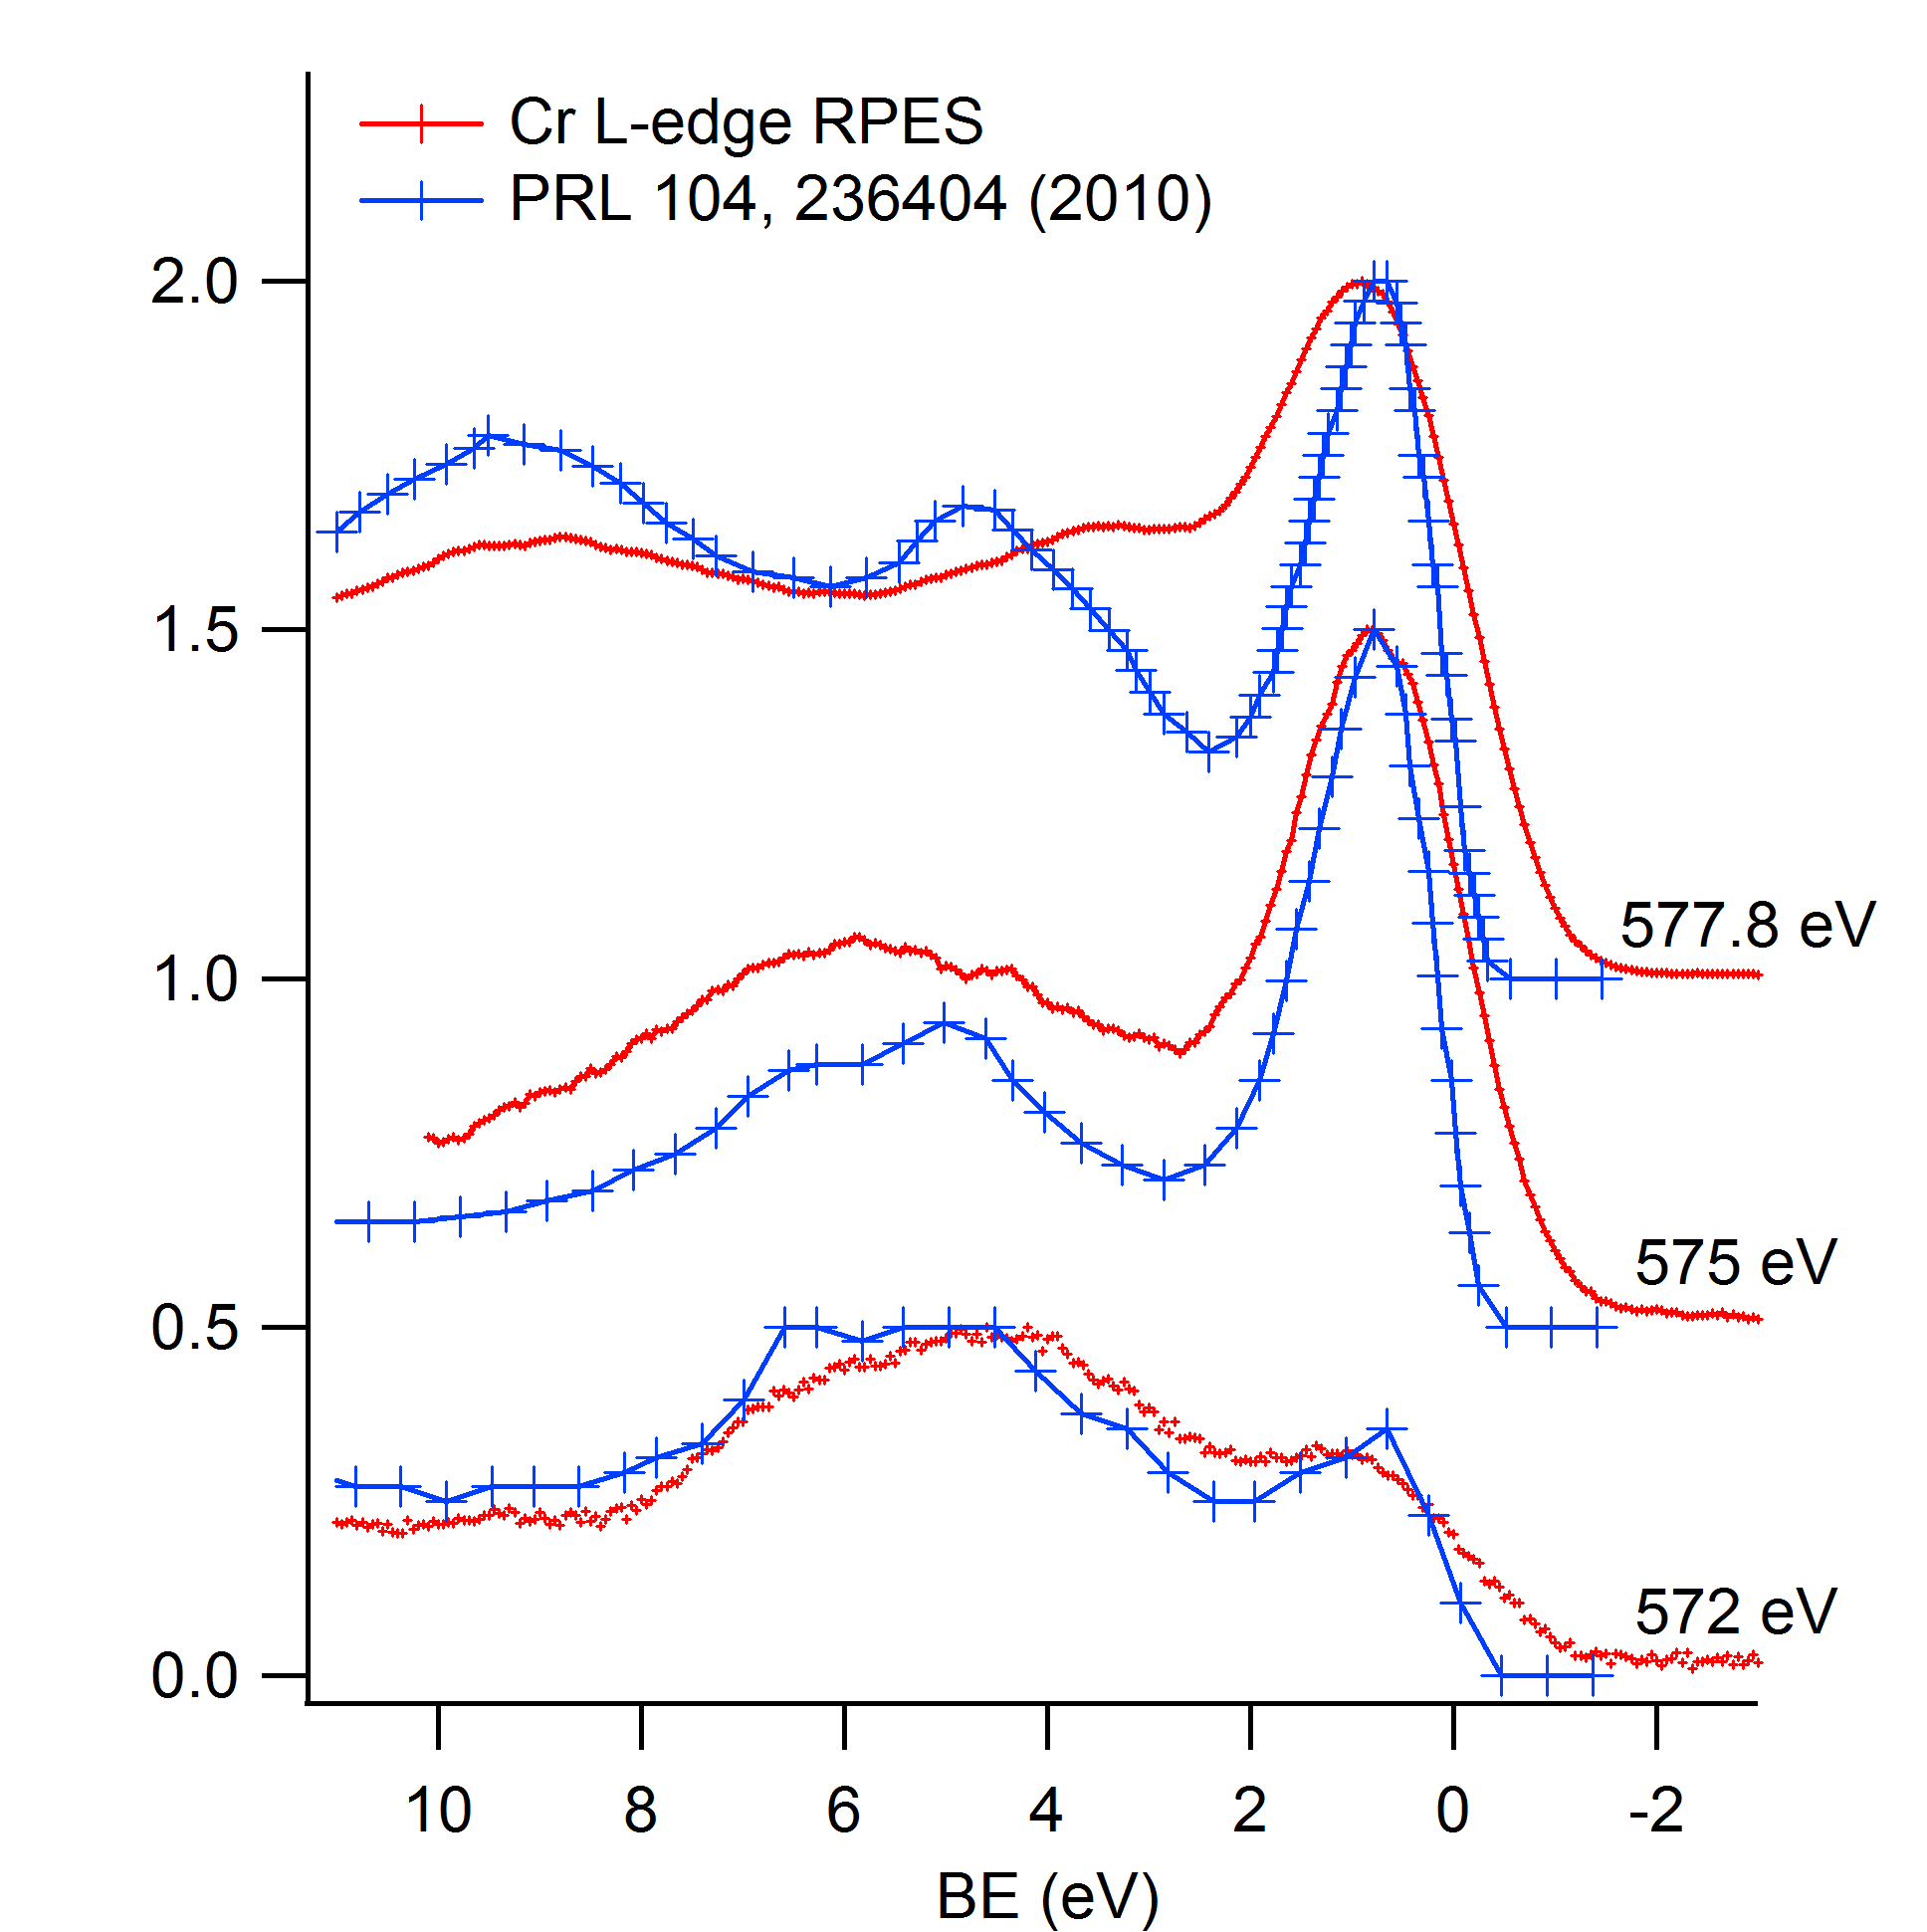 Cr L-edge RPES
PRL 104, 236404 (2010)
2.0
1.5
1.0
0.5
0.0
577.8 eV
575 eV
572 eV
10 8 6 4 2 0 -2
BE (eV)